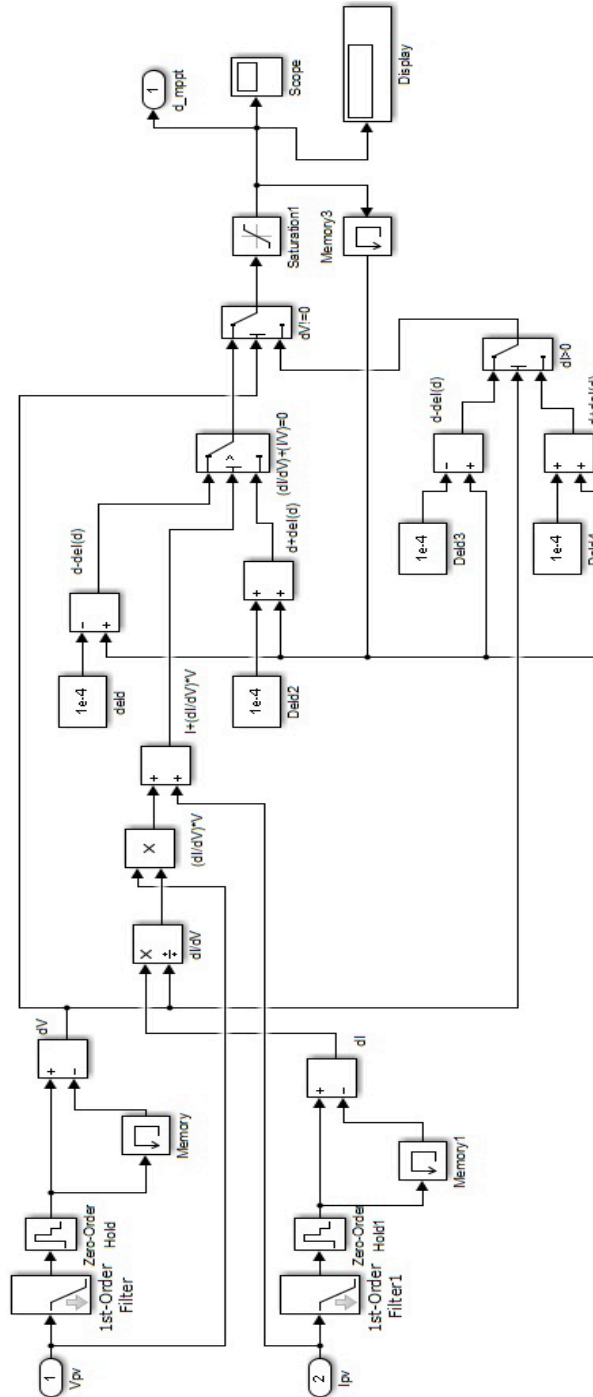 1
Vpv
1st-Order
Filter
Zero-Order
Hold
Memory
+
−
dV
2
Ipv
1st-Order
Filter1
Zero-Order
Hold1
Memory1
+
−
dI
×
÷
dI/dV
×
(dI/dV)*V
+
+
I+(dI/dV)*V
1e-4
deld
−
+
d-del(d)
1e-4
Deld2
+
+
d+del(d)
>
(dI/dV)+(I/V)=0
dV!=0
Saturation1
Memory3
1
d_mppt
Scope
Display
1e-4
Deld3
−
+
d-del(d)
1e-4
+
+
dI>0